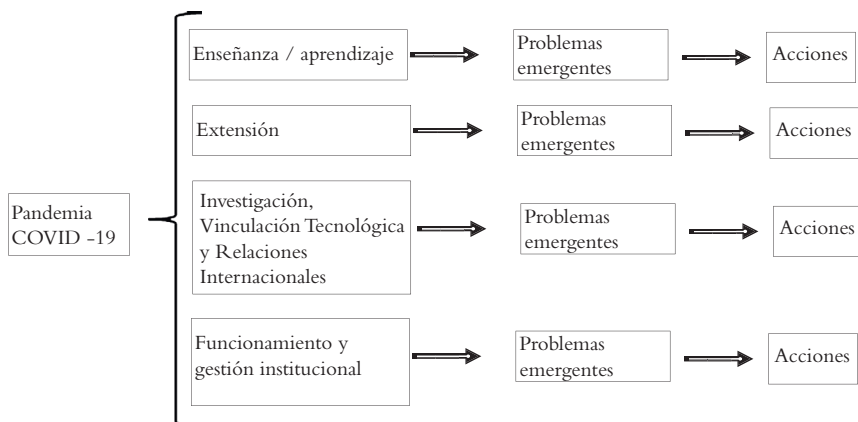 Enseñanza / aprendizaje
Problemas
emergentes
Acciones
Extensión
Problemas
emergentes
Acciones
Pandemia
COVID -19
Investigación,
Vinculación Tecnológica
y Relaciones
Internacionales
Problemas
emergentes
Acciones
Funcionamiento y
gestión institucional
Problemas
emergentes
Acciones